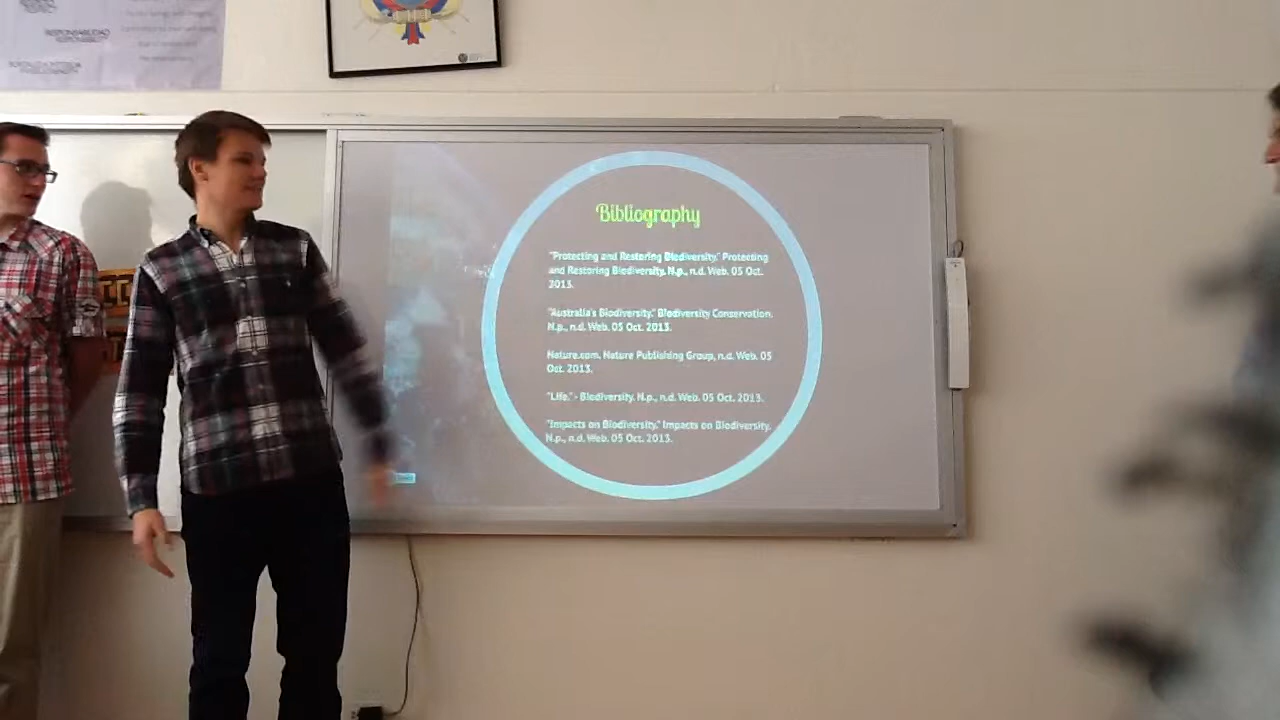 RESPONSABILIDAD
Bibliography
"Protecting and Restoring Biodiversity." Protecting
and Restoring Biodiversity. N.p., n.d. Web. 05 Oct.
2013.
"Australia's Biodiversity." Biodiversity Conservation.
N.p., n.d. Web. 05 Oct. 2013.
Nature.com. Nature Publishing Group, n.d. Web. 05
Oct. 2013.
"Life." - Biodiversity. N.p., n.d. Web. 05 Oct. 2013.
"Impacts on Biodiversity." Impacts on Biodiversity.
N.p., n.d. Web. 05 Oct. 2013.